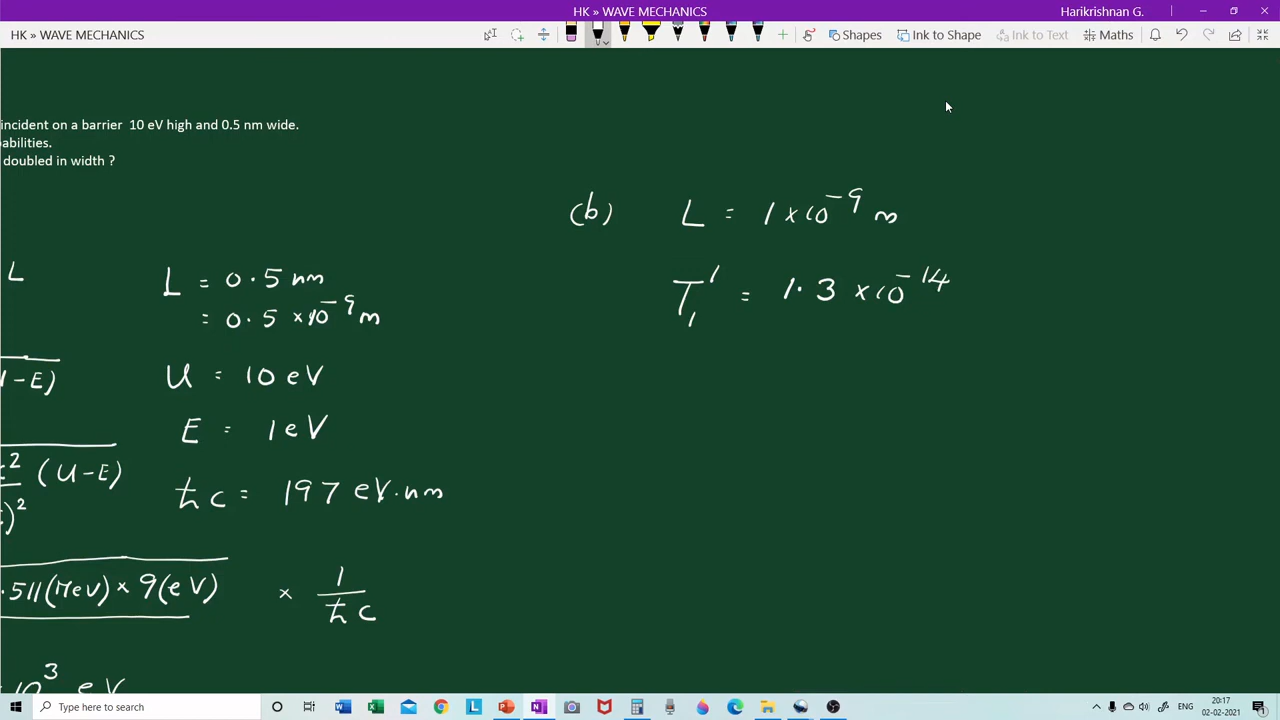 HK » WAVE MECHANICS
Harikrishnan G.
HK » WAVE MECHANICS
Shapes
Ink to Shape
Ink to Text
Maths
incident on a barrier 10 eV high and 0.5 nm wide.
abilities.
doubled in width ?
(b) L = 1 × 10⁻⁹ m
T₁' = 1.3 × 10⁻¹⁴
L
L = 0.5 nm
= 0.5 × 10⁻⁹ m
U = 10 eV
-E)
E = 1 eV
² (U-E)
)²
ħc = 197 eV.nm
.511(MeV) × 9(eV) × 1/ħc
10³ eV
Type here to search
ENG
20:17
02-02-2021